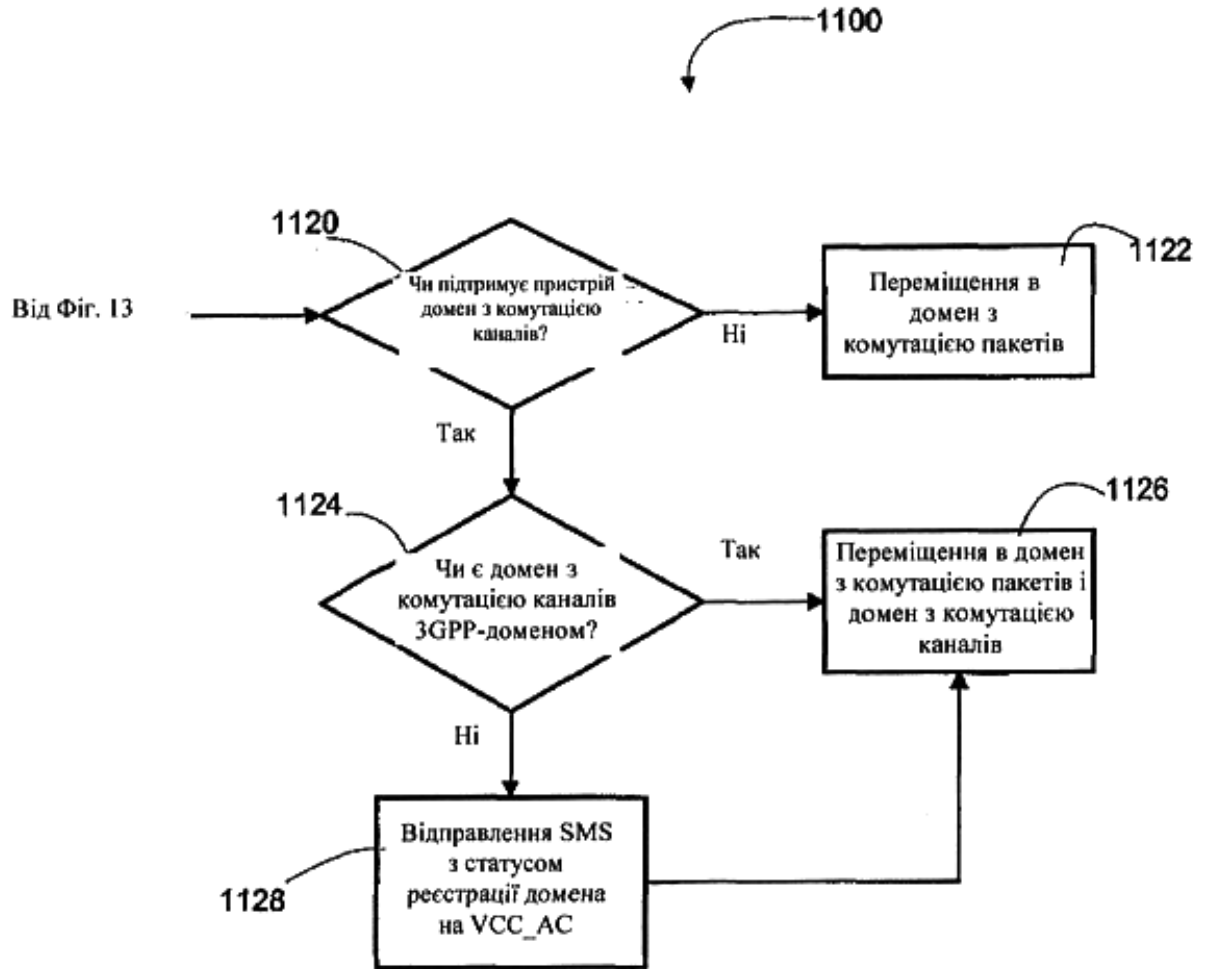 1100
1120
Чи підтримує пристрій
домен з комутацією
каналів?
Від Фіг. 13
Ні
1122
Переміщення в
домен з
комутацією пакетів
Так
1124
Чи є домен з
комутацією каналів
3GPP-доменом?
Так
1126
Переміщення в домен
з комутацією пакетів і
домен з комутацією
каналів
Ні
Відправлення SMS
з статусом
реєстрації домена
на VCC_AC
1128